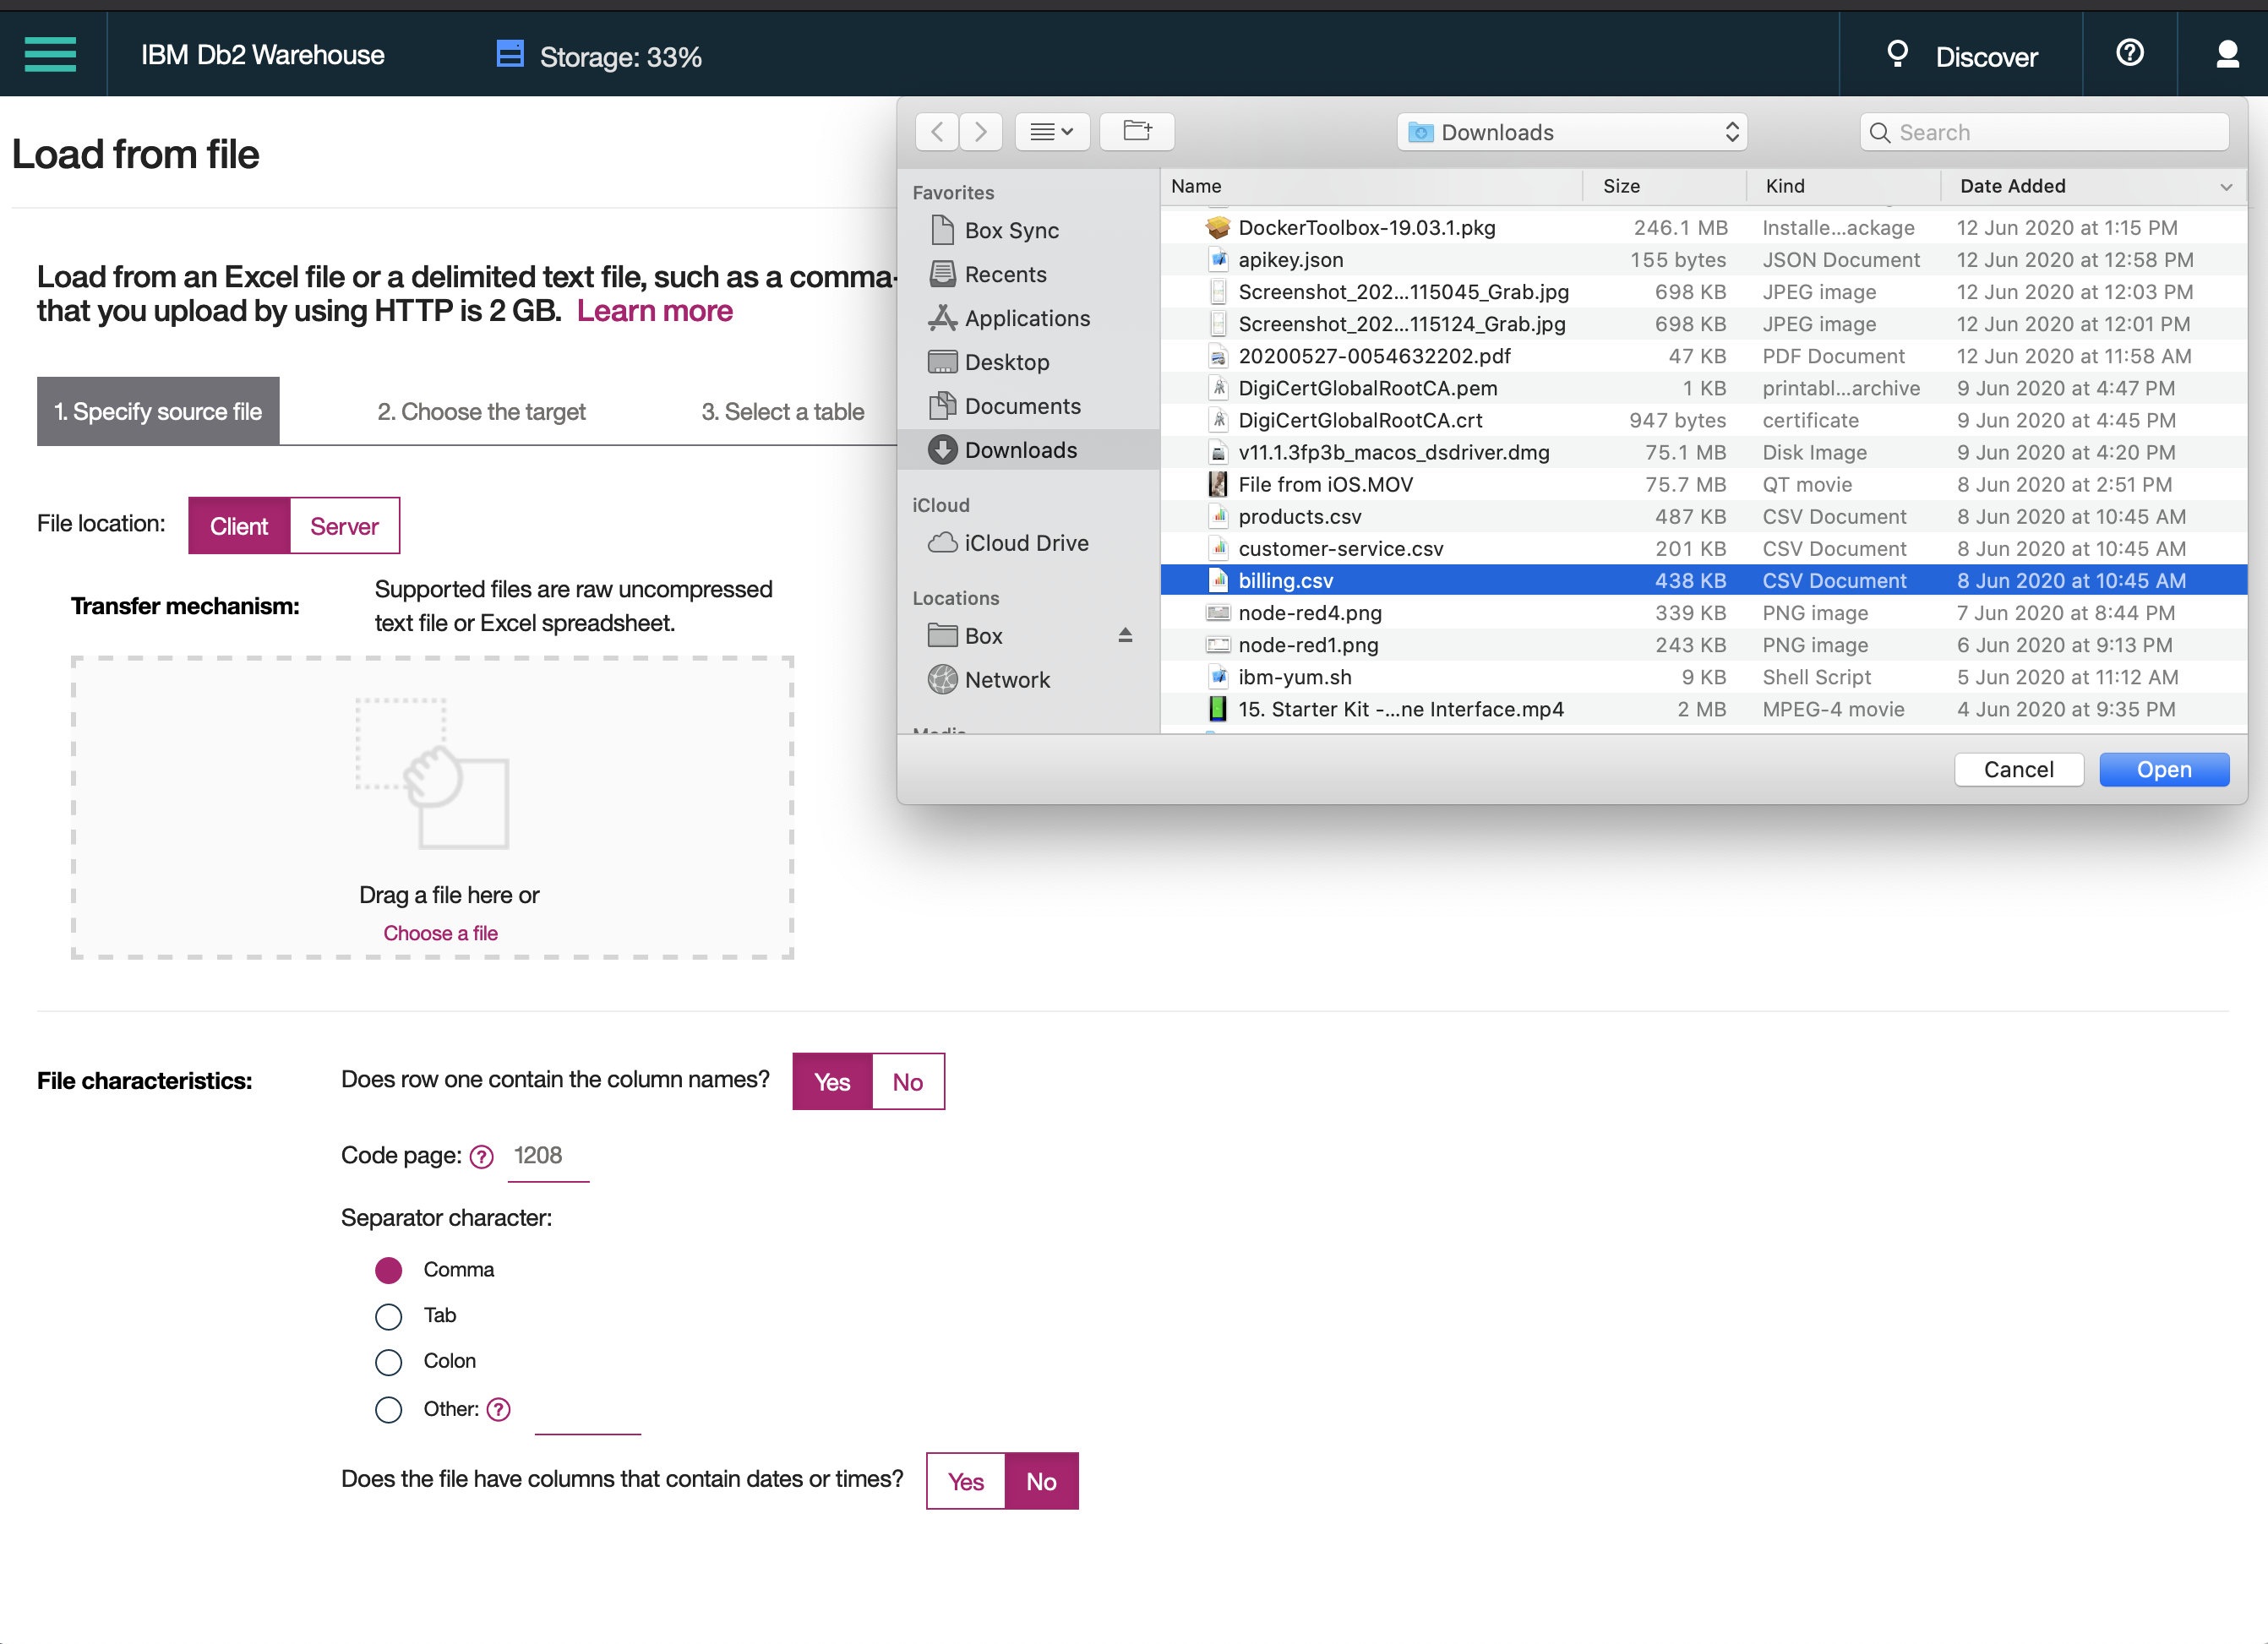 IBM Db2 Warehouse
Storage: 33%
Discover
Load from file
Load from an Excel file or a delimited text file, such as a comma-
that you upload by using HTTP is 2 GB. Learn more
1. Specify source file
2. Choose the target
3. Select a table
File location:
Client
Server
Transfer mechanism:
Supported files are raw uncompressed
text file or Excel spreadsheet.
Drag a file here or
Choose a file
File characteristics:
Does row one contain the column names?
Yes
No
Code page: ? 1208
Separator character:
Comma
Tab
Colon
Other: ?
Does the file have columns that contain dates or times?
Yes
No
Downloads
Search
Favorites
Box Sync
Recents
Applications
Desktop
Documents
Downloads
iCloud
iCloud Drive
Locations
Box
Network
Name Size Kind Date Added
DockerToolbox-19.03.1.pkg 246.1 MB Installe...ackage 12 Jun 2020 at 1:15 PM
apikey.json 155 bytes JSON Document 12 Jun 2020 at 12:58 PM
Screenshot_202...115045_Grab.jpg 698 KB JPEG image 12 Jun 2020 at 12:03 PM
Screenshot_202...115124_Grab.jpg 698 KB JPEG image 12 Jun 2020 at 12:01 PM
20200527-0054632202.pdf 47 KB PDF Document 12 Jun 2020 at 11:58 AM
DigiCertGlobalRootCA.pem 1 KB printabl...archive 9 Jun 2020 at 4:47 PM
DigiCertGlobalRootCA.crt 947 bytes certificate 9 Jun 2020 at 4:45 PM
v11.1.3fp3b_macos_dsdriver.dmg 75.1 MB Disk Image 9 Jun 2020 at 4:20 PM
File from iOS.MOV 75.7 MB QT movie 8 Jun 2020 at 2:51 PM
products.csv 487 KB CSV Document 8 Jun 2020 at 10:45 AM
customer-service.csv 201 KB CSV Document 8 Jun 2020 at 10:45 AM
billing.csv 438 KB CSV Document 8 Jun 2020 at 10:45 AM
node-red4.png 339 KB PNG image 7 Jun 2020 at 8:44 PM
node-red1.png 243 KB PNG image 6 Jun 2020 at 9:13 PM
ibm-yum.sh 9 KB Shell Script 5 Jun 2020 at 11:12 AM
15. Starter Kit -...ne Interface.mp4 2 MB MPEG-4 movie 4 Jun 2020 at 9:35 PM
Cancel
Open